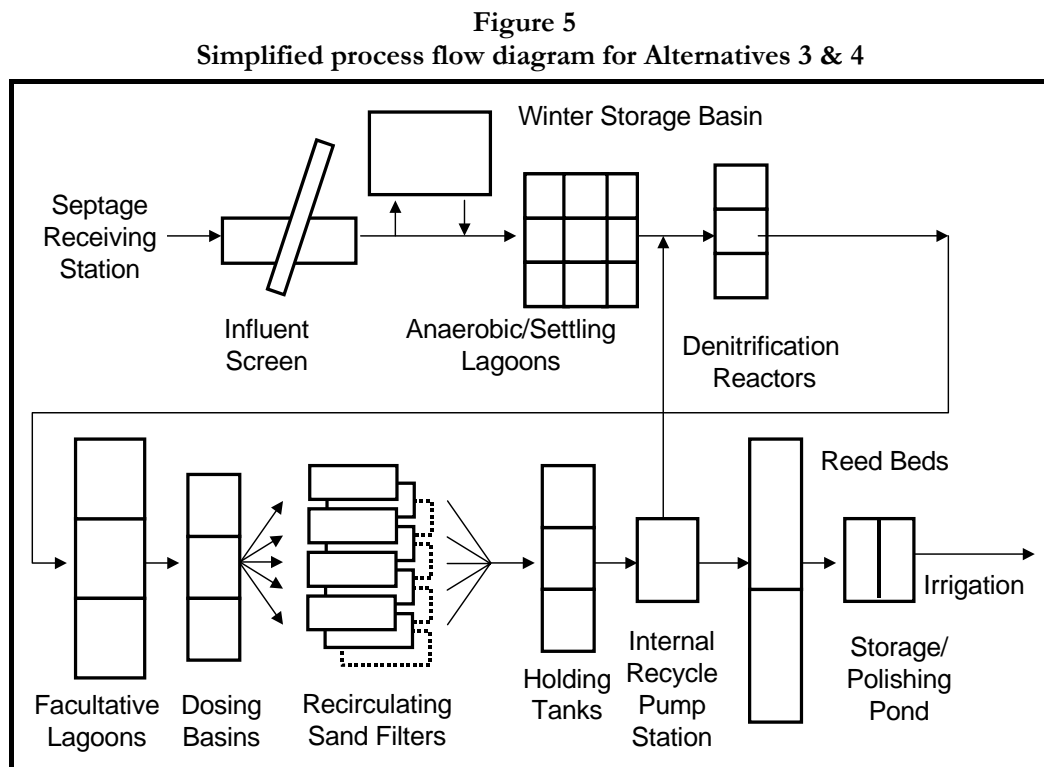 Figure 5
Simplified process flow diagram for Alternatives 3 & 4
Winter Storage Basin
Septage
Receiving
Station
Influent
Screen
Anaerobic/Settling
Lagoons
Denitrification
Reactors
Reed Beds
Facultative
Lagoons
Dosing
Basins
Recirculating
Sand Filters
Holding
Tanks
Internal
Recycle
Pump
Station
Storage/
Polishing
Pond
Irrigation